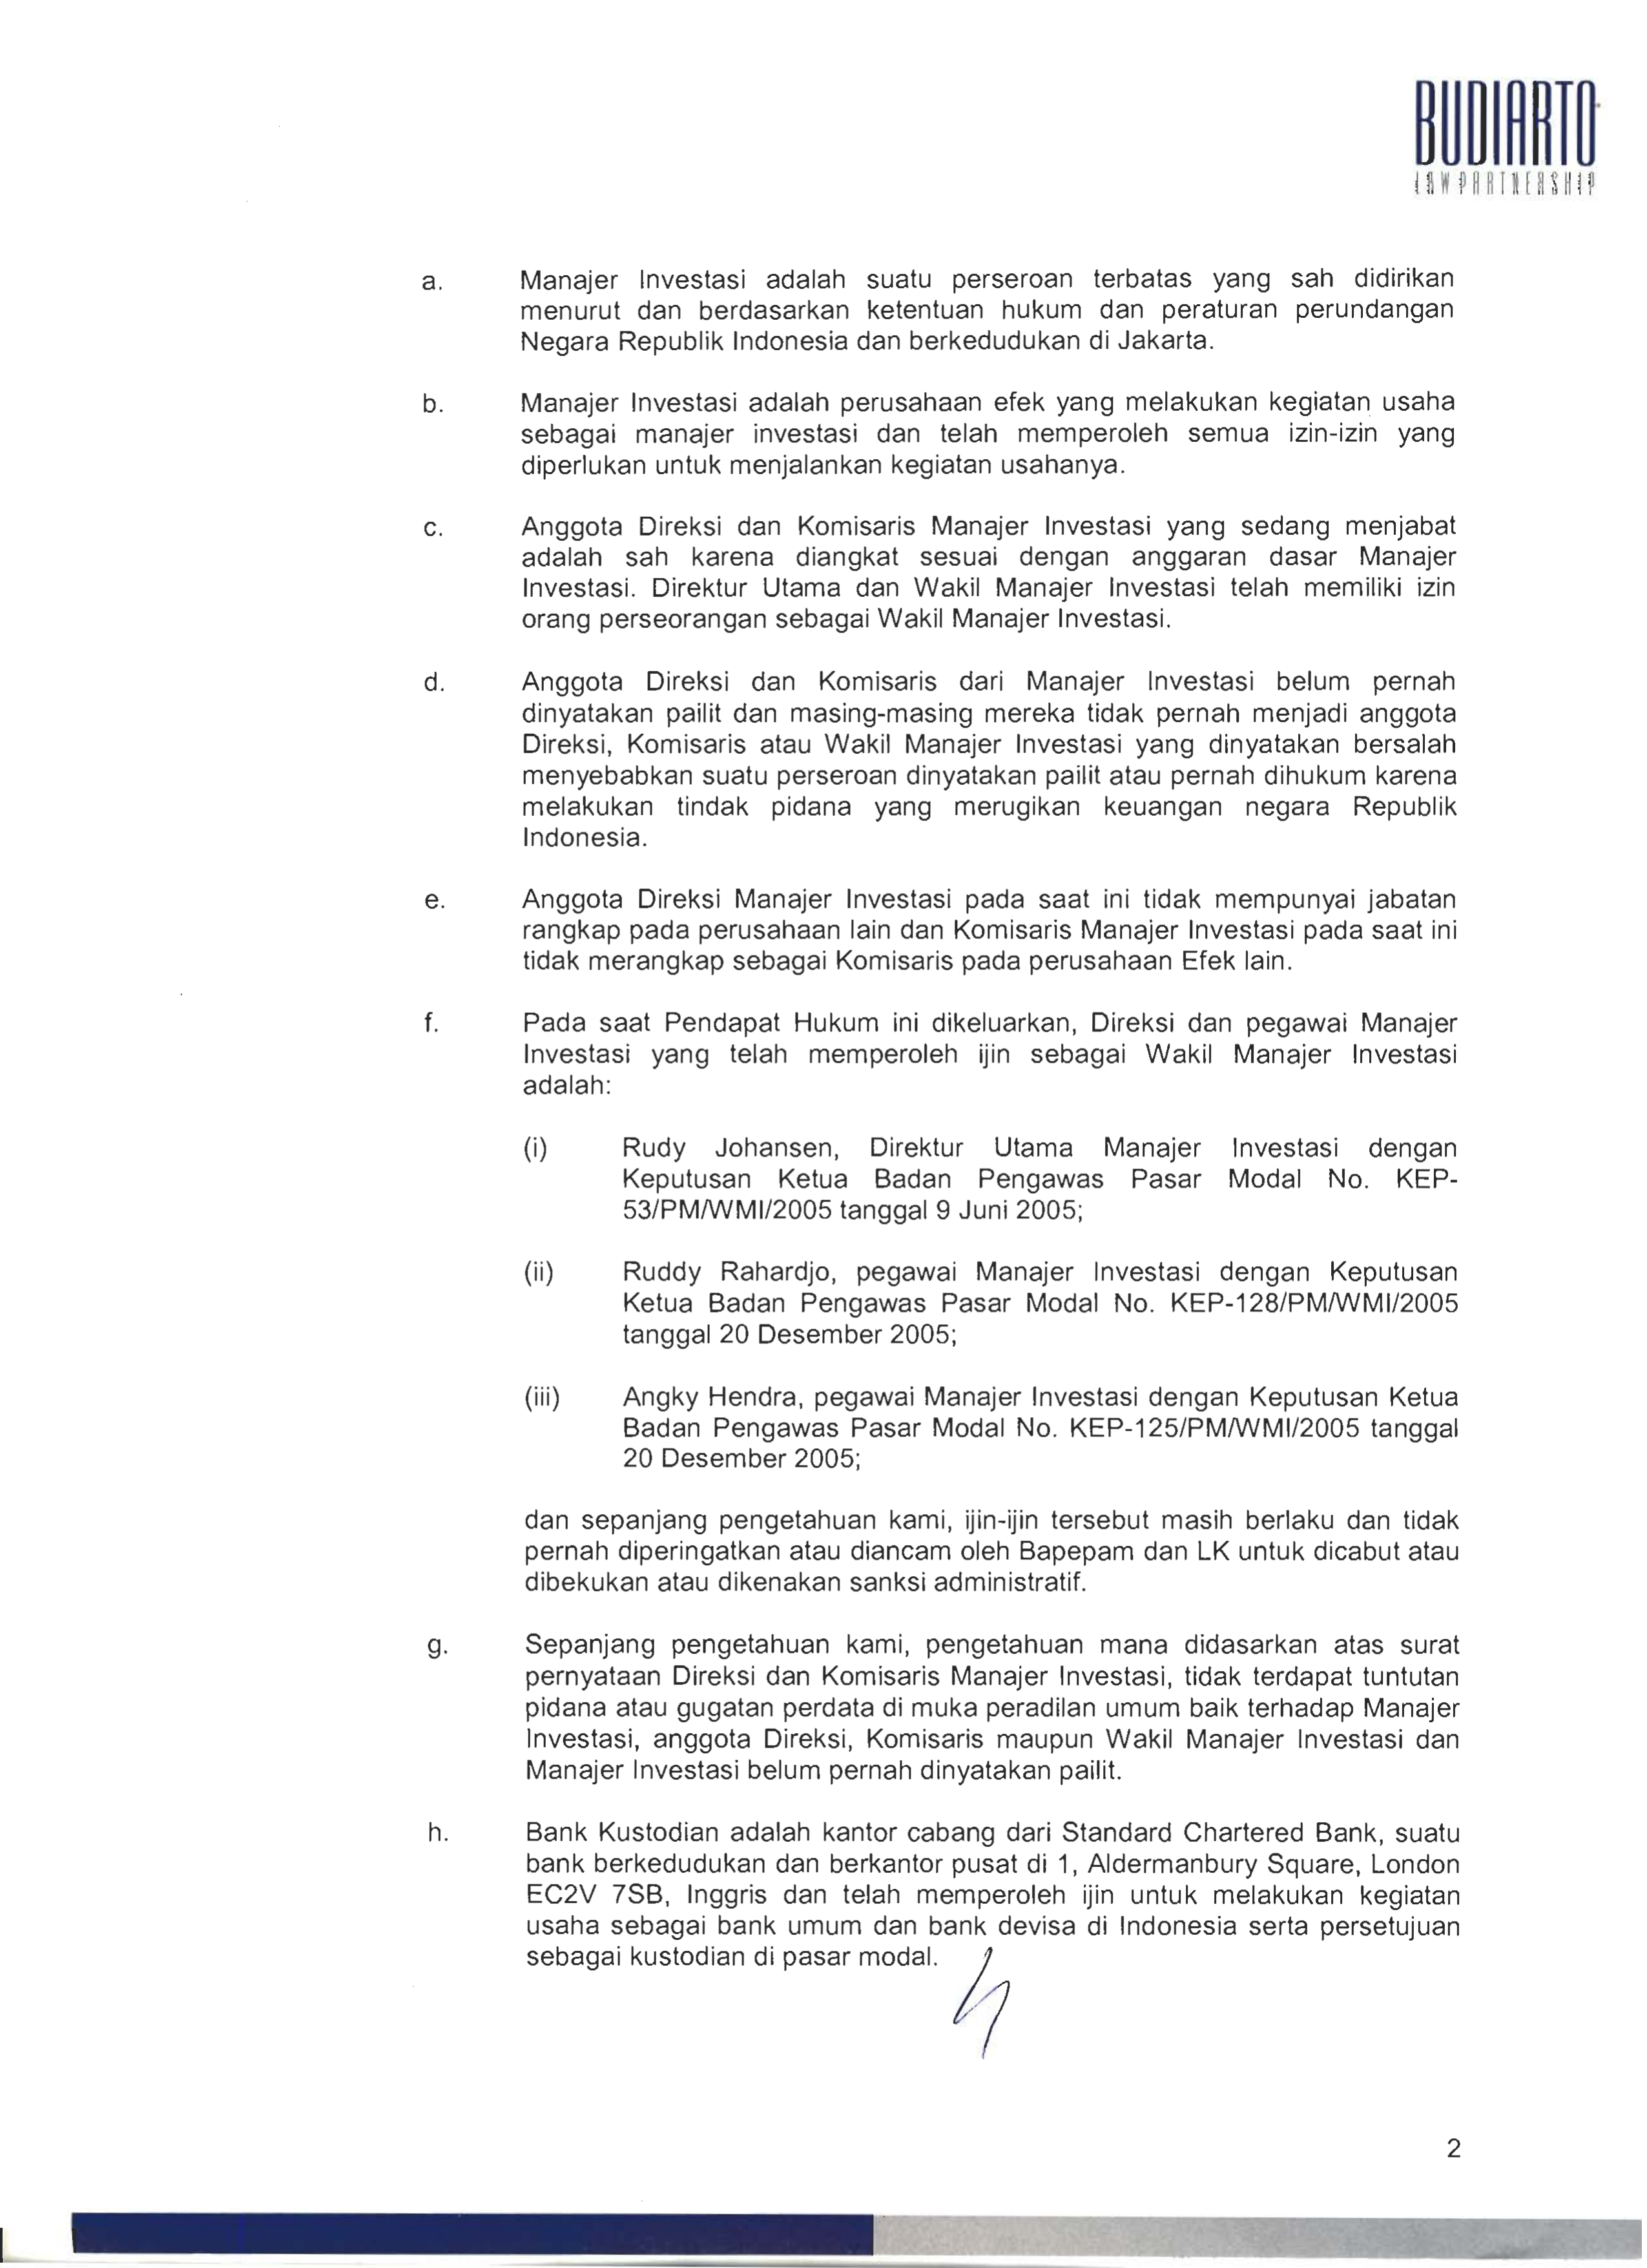 BUDIARTO
LAW PARTNERSHIP
a. Manajer Investasi adalah suatu perseroan terbatas yang sah didirikan
menurut dan berdasarkan ketentuan hukum dan peraturan perundangan
Negara Republik Indonesia dan berkedudukan di Jakarta.
b. Manajer Investasi adalah perusahaan efek yang melakukan kegiatan usaha
sebagai manajer investasi dan telah memperoleh semua izin-izin yang
diperlukan untuk menjalankan kegiatan usahanya.
c. Anggota Direksi dan Komisaris Manajer Investasi yang sedang menjabat
adalah sah karena diangkat sesuai dengan anggaran dasar Manajer
Investasi. Direktur Utama dan Wakil Manajer Investasi telah memiliki izin
orang perseorangan sebagai Wakil Manajer Investasi.
d. Anggota Direksi dan Komisaris dari Manajer Investasi belum pernah
dinyatakan pailit dan masing-masing mereka tidak pernah menjadi anggota
Direksi, Komisaris atau Wakil Manajer Investasi yang dinyatakan bersalah
menyebabkan suatu perseroan dinyatakan pailit atau pernah dihukum karena
melakukan tindak pidana yang merugikan keuangan negara Republik
Indonesia.
e. Anggota Direksi Manajer Investasi pada saat ini tidak mempunyai jabatan
rangkap pada perusahaan lain dan Komisaris Manajer Investasi pada saat ini
tidak merangkap sebagai Komisaris pada perusahaan Efek lain.
f. Pada saat Pendapat Hukum ini dikeluarkan, Direksi dan pegawai Manajer
Investasi yang telah memperoleh ijin sebagai Wakil Manajer Investasi
adalah:
(i) Rudy Johansen, Direktur Utama Manajer Investasi dengan
Keputusan Ketua Badan Pengawas Pasar Modal No. KEP-
53/PM/WMI/2005 tanggal 9 Juni 2005;
(ii) Ruddy Rahardjo, pegawai Manajer Investasi dengan Keputusan
Ketua Badan Pengawas Pasar Modal No. KEP-128/PM/WMI/2005
tanggal 20 Desember 2005;
(iii) Angky Hendra, pegawai Manajer Investasi dengan Keputusan Ketua
Badan Pengawas Pasar Modal No. KEP-125/PM/WMI/2005 tanggal
20 Desember 2005;
dan sepanjang pengetahuan kami, ijin-ijin tersebut masih berlaku dan tidak
pernah diperingatkan atau diancam oleh Bapepam dan LK untuk dicabut atau
dibekukan atau dikenakan sanksi administratif.
g. Sepanjang pengetahuan kami, pengetahuan mana didasarkan atas surat
pernyataan Direksi dan Komisaris Manajer Investasi, tidak terdapat tuntutan
pidana atau gugatan perdata di muka peradilan umum baik terhadap Manajer
Investasi, anggota Direksi, Komisaris maupun Wakil Manajer Investasi dan
Manajer Investasi belum pernah dinyatakan pailit.
h. Bank Kustodian adalah kantor cabang dari Standard Chartered Bank, suatu
bank berkedudukan dan berkantor pusat di 1, Aldermanbury Square, London
EC2V 7SB, Inggris dan telah memperoleh ijin untuk melakukan kegiatan
usaha sebagai bank umum dan bank devisa di Indonesia serta persetujuan
sebagai kustodian di pasar modal.
2